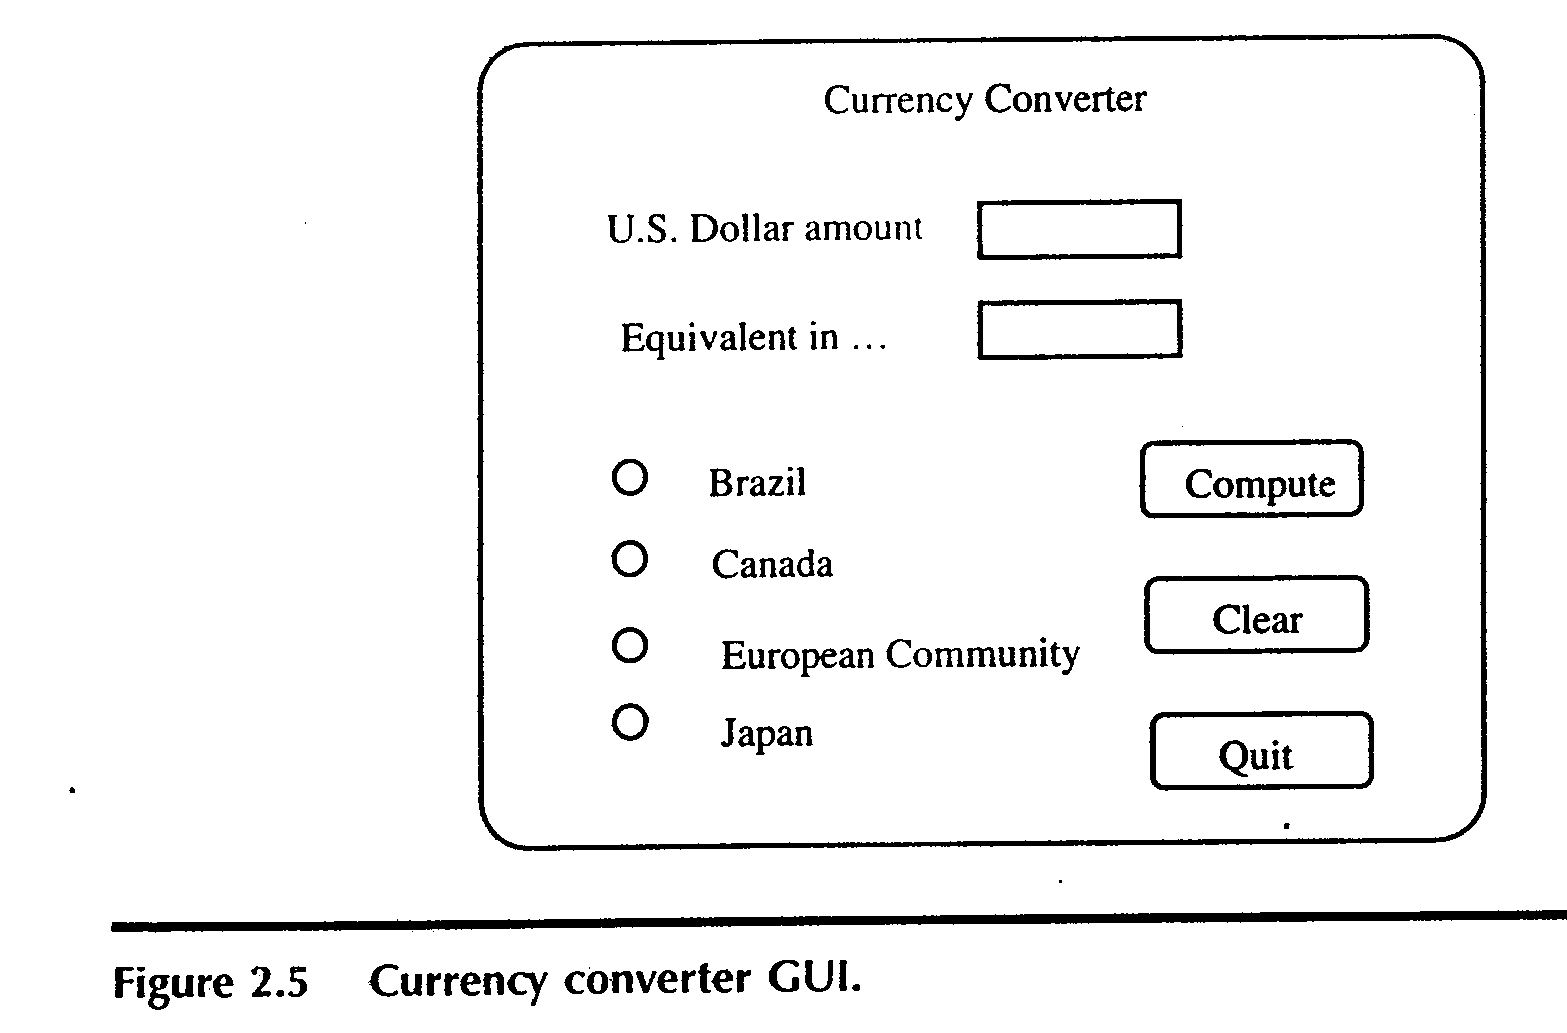 Currency Converter
U.S. Dollar amount
Equivalent in ...
Brazil
Compute
Canada
Clear
European Community
Japan
Quit
Figure 2.5 Currency converter GUI.